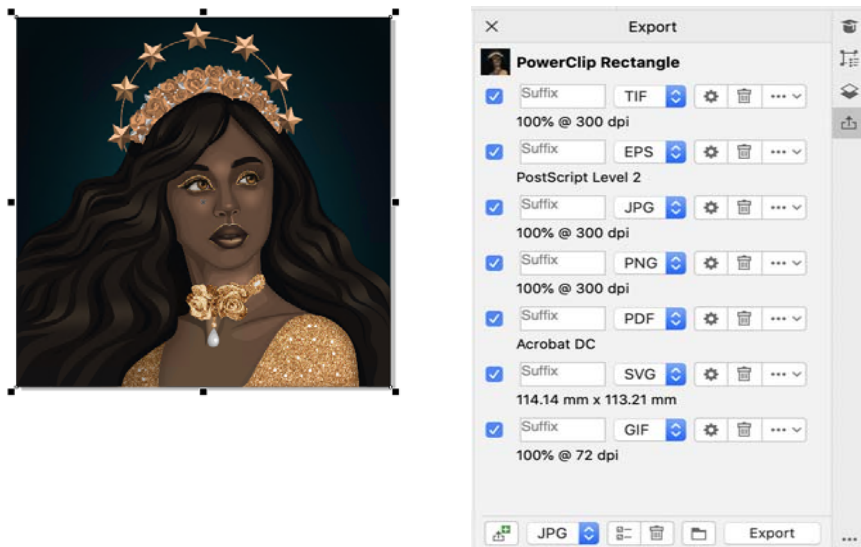 Export
PowerClip Rectangle
Suffix TIF
100% @ 300 dpi
Suffix EPS
PostScript Level 2
Suffix JPG
100% @ 300 dpi
Suffix PNG
100% @ 300 dpi
Suffix PDF
Acrobat DC
Suffix SVG
114.14 mm x 113.21 mm
Suffix GIF
100% @ 72 dpi
JPG Export